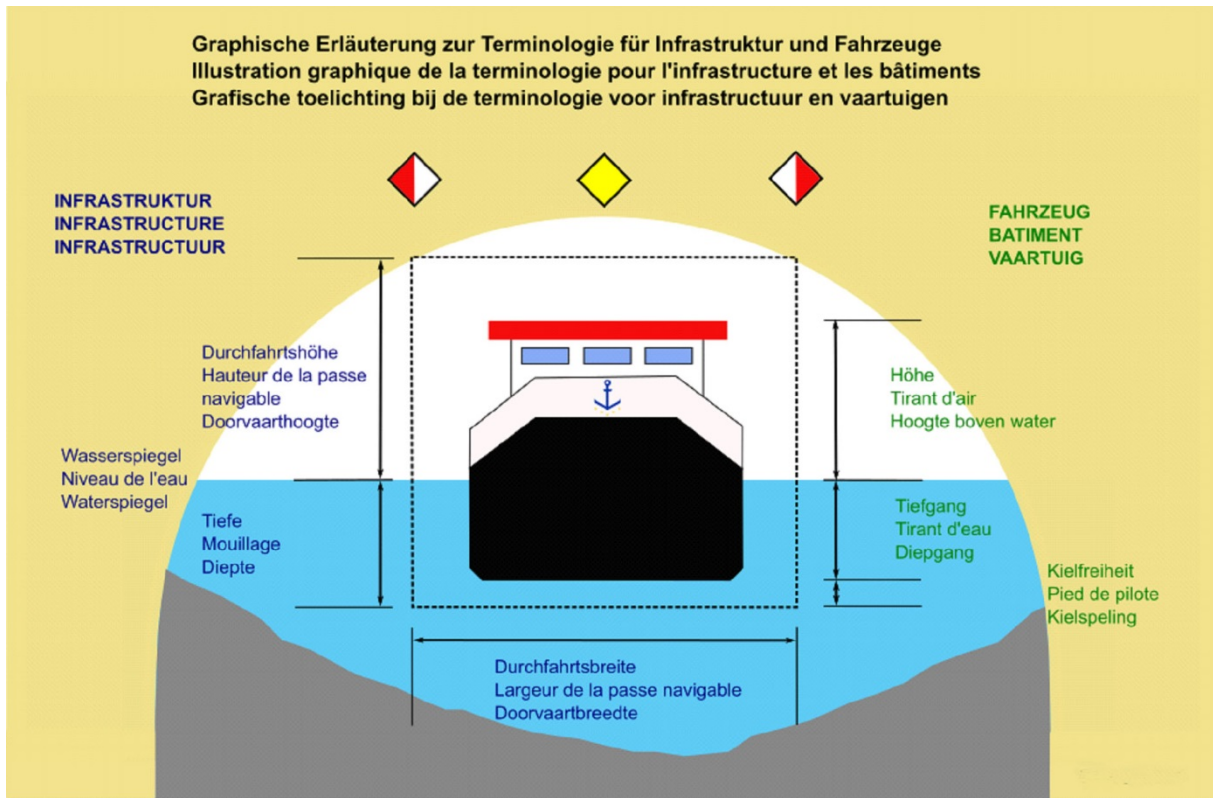 Graphische Erläuterung zur Terminologie für Infrastruktur und Fahrzeuge
Illustration graphique de la terminologie pour l'infrastructure et les bâtiments
Grafische toelichting bij de terminologie voor infrastructuur en vaartuigen
INFRASTRUKTUR
INFRASTRUCTURE
INFRASTRUCTUUR
FAHRZEUG
BATIMENT
VAARTUIG
Durchfahrtshöhe
Hauteur de la passe
navigable
Doorvaarthoogte
Höhe
Tirant d'air
Hoogte boven water
Wasserspiegel
Niveau de l'eau
Waterspiegel
Tiefe
Mouillage
Diepte
Tiefgang
Tirant d'eau
Diepgang
Kielfreiheit
Pied de pilote
Kielspeling
Durchfahrtsbreite
Largeur de la passe navigable
Doorvaartbreedte